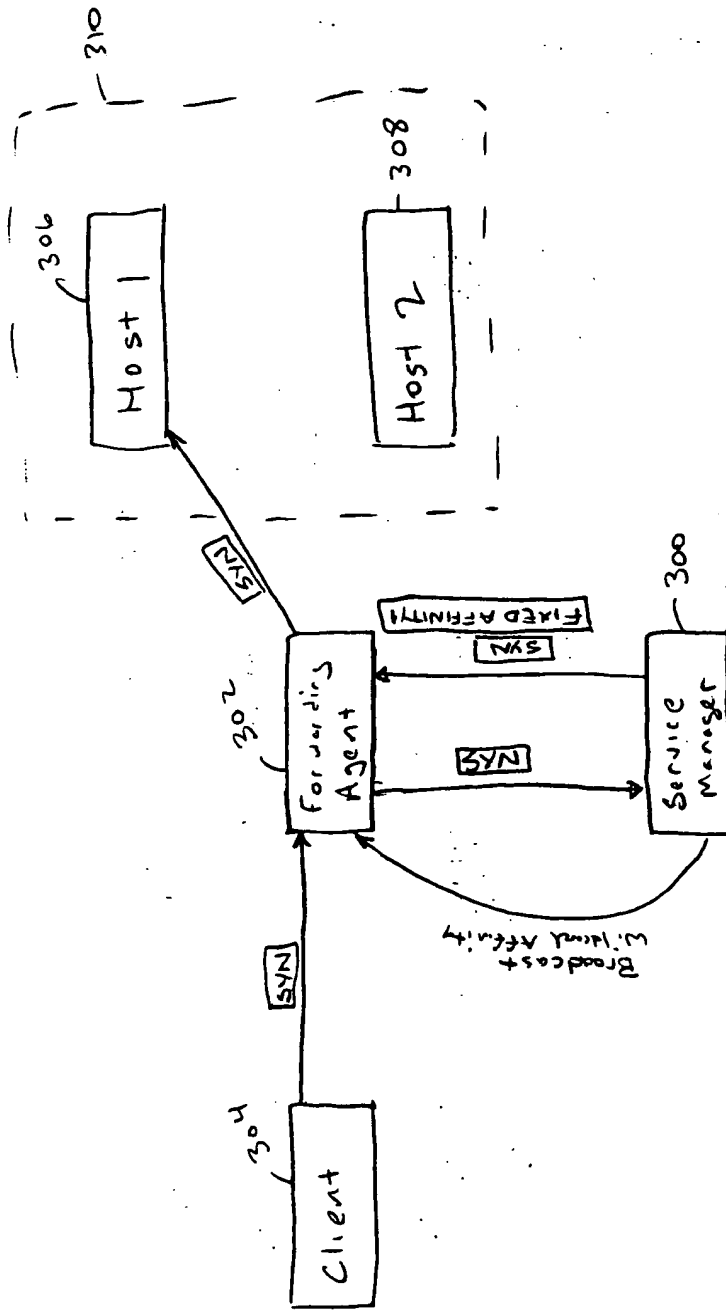 310
306
Host 1
308
Host 2
SYN
302
Forwarding
Agent
SYN
FIXED AFFINITY!
SYN
SYN
300
Service
Manager
Broadcast
Wildcard Affinity
304
Client